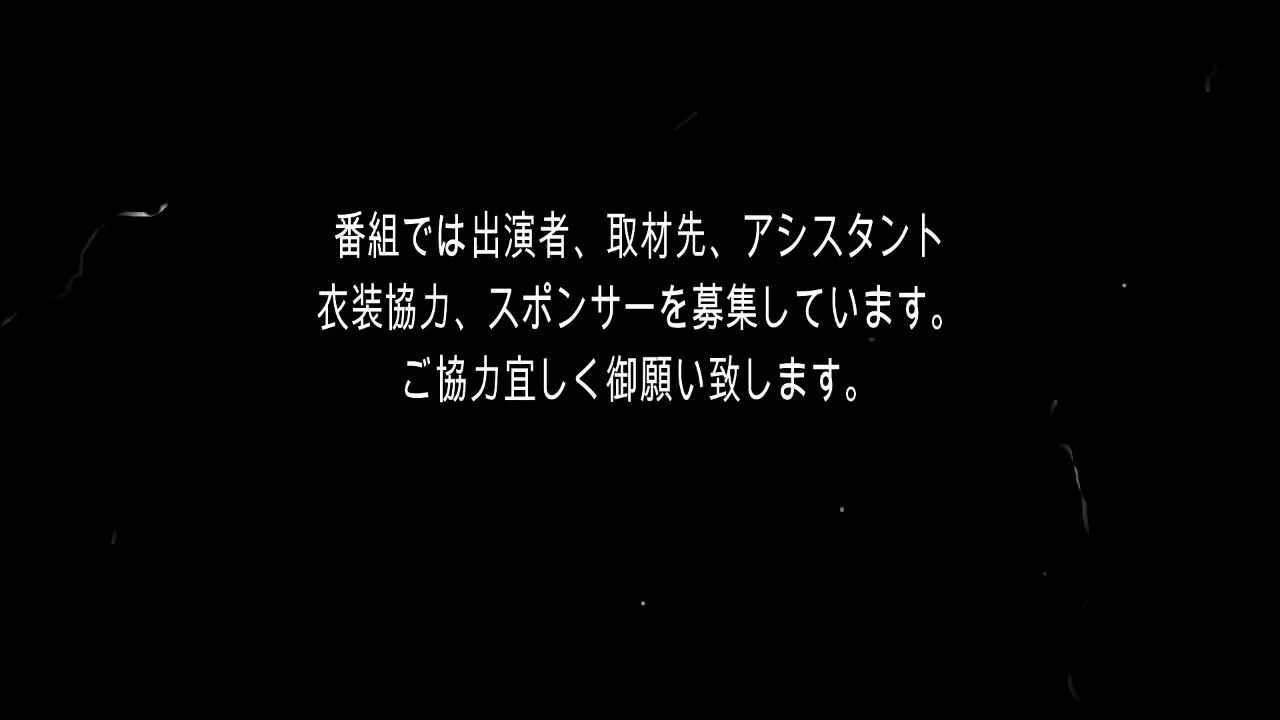 番組では出演者、取材先、アシスタント
衣装協力、スポンサーを募集しています。
ご協力宜しく御願い致します。